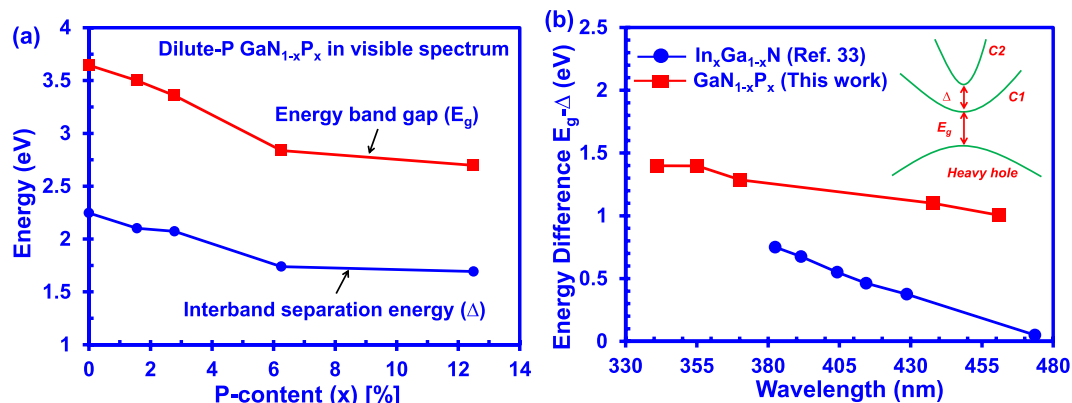 (a)
Dilute-P GaN1-xPx in visible spectrum
Energy band gap (Eg)
Interband separation energy (Δ)
Energy (eV)
4
3.5
3
2.5
2
1.5
1
0 2 4 6 8 10 12 14
P-content (x) [%]
(b)
InxGa1-xN (Ref. 33)
GaN1-xPx (This work)
C2
C1
Δ
Eg
Heavy hole
Energy Difference Eg-Δ (eV)
2.5
2
1.5
1
0.5
0
330 355 380 405 430 455 480
Wavelength (nm)